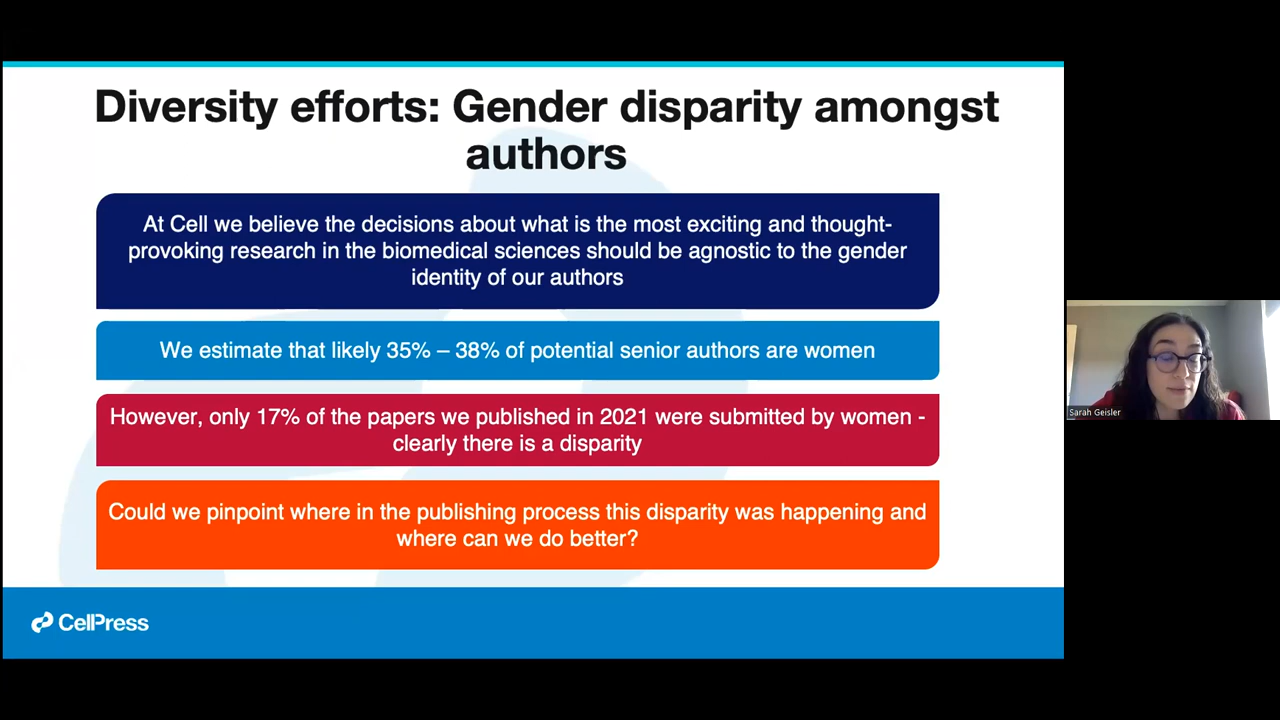 Diversity efforts: Gender disparity amongst
authors
At Cell we believe the decisions about what is the most exciting and thought-
provoking research in the biomedical sciences should be agnostic to the gender
identity of our authors
We estimate that likely 35% – 38% of potential senior authors are women
However, only 17% of the papers we published in 2021 were submitted by women -
clearly there is a disparity
Could we pinpoint where in the publishing process this disparity was happening and
where can we do better?
Sarah Geisler
CellPress